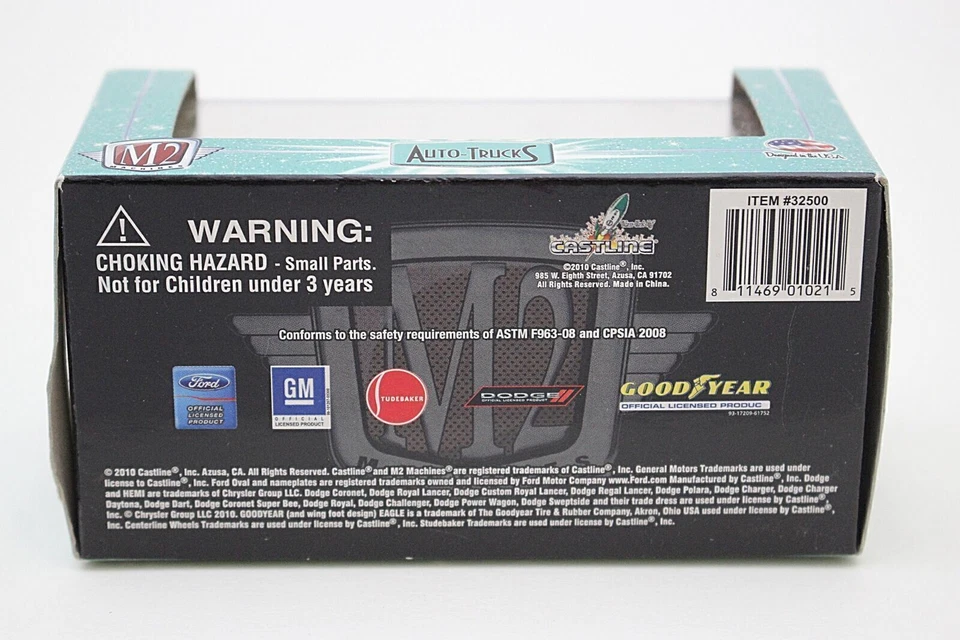 M2
MACHINES
AUTO-TRUCKS
Designed in the U.S.A.
WARNING:
CHOKING HAZARD - Small Parts.
Not for Children under 3 years
CASTLINE®
©2010 Castline®, Inc.
985 W. Eighth Street, Azusa, CA 91702
All Rights Reserved. Made in China.
ITEM #32500
8 11469 01021 5
Conforms to the safety requirements of ASTM F963-08 and CPSIA 2008
Ford
OFFICIAL
LICENSED
PRODUCT
GM
OFFICIAL
LICENSED PRODUCT
STUDEBAKER
DODGE
OFFICIAL LICENSED PRODUCT
GOODYEAR
OFFICIAL LICENSED PRODUC
93-17209-01752
M2
© 2010 Castline®, Inc. Azusa, CA. All Rights Reserved. Castline® and M2 Machines® are registered trademarks of Castline®, Inc. General Motors Trademarks are used under
license to Castline®, Inc. Ford Oval and nameplates are registered trademarks owned and licensed by Ford Motor Company www.Ford.com Manufactured by Castline®, Inc. Dodge
and HEMI are trademarks of Chrysler Group LLC. Dodge Coronet, Dodge Royal Lancer, Dodge Custom Royal Lancer, Dodge Regal Lancer, Dodge Polara, Dodge Charger, Dodge Charger
Daytona, Dodge Dart, Dodge Coronet Super Bee, Dodge Royal, Dodge Challenger, Dodge Power Wagon, Dodge Sweptside and their trade dress are used under license by Castline®,
Inc. © Chrysler Group LLC 2010. GOODYEAR (and wing foot design) EAGLE is a trademark of The Goodyear Tire & Rubber Company, Akron, Ohio USA used under license by Castline®,
Inc. Centerline Wheels Trademarks are used under license by Castline®, Inc. Studebaker Trademarks are used under license by Castline®, Inc.